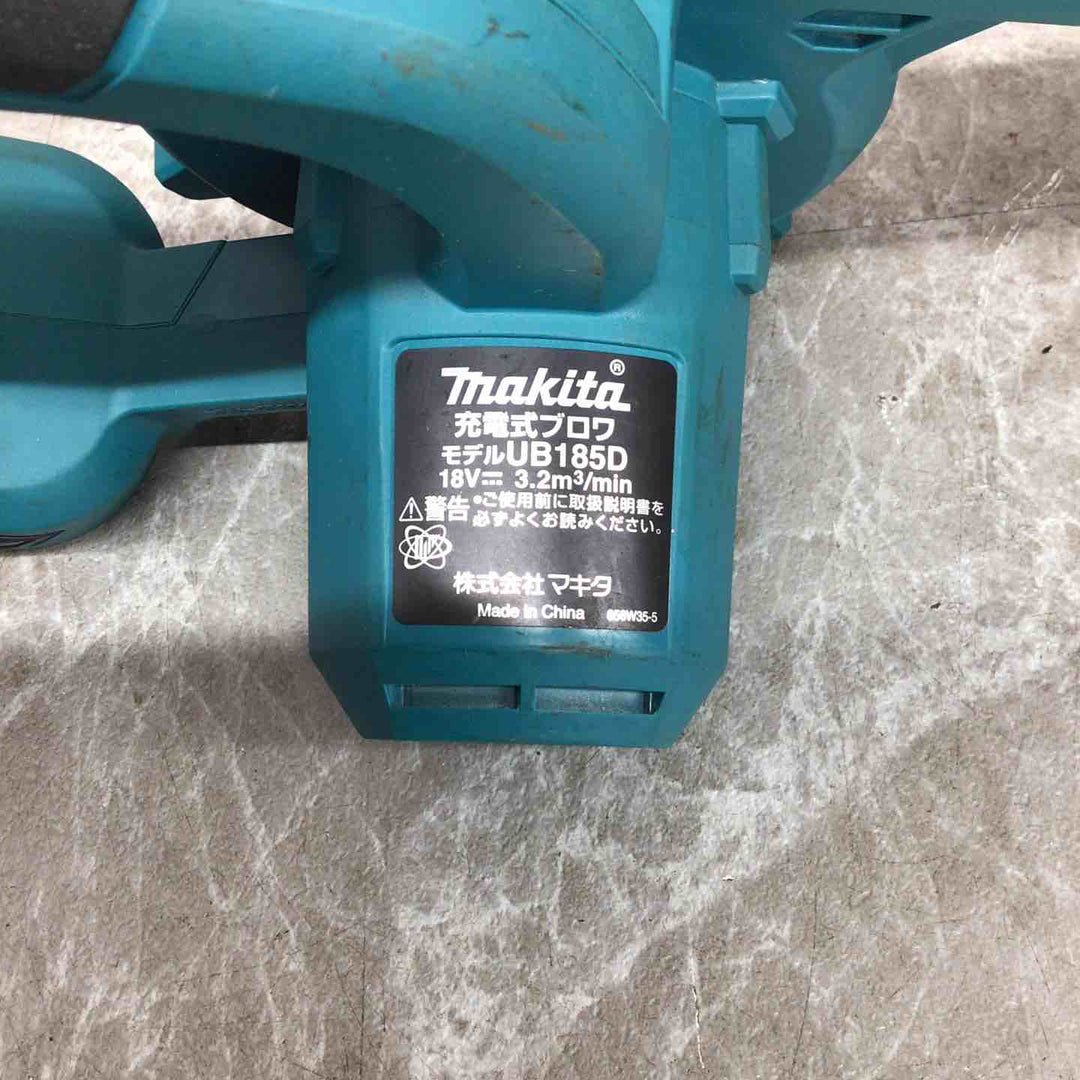 makita®
充電式ブロワ
モデルUB185D
18V⎓ 3.2m³/min
⚠警告 •ご使用前に取扱説明書を
必ずよくお読みください。
株式会社マキタ
Made in China 858W35-5